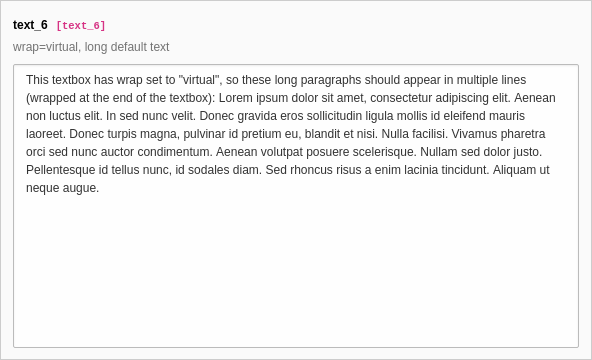 text_6 [text_6]
wrap=virtual, long default text
This textbox has wrap set to "virtual", so these long paragraphs should appear in multiple lines
(wrapped at the end of the textbox): Lorem ipsum dolor sit amet, consectetur adipiscing elit. Aenean
non luctus elit. In sed nunc velit. Donec gravida eros sollicitudin ligula mollis id eleifend mauris
laoreet. Donec turpis magna, pulvinar id pretium eu, blandit et nisi. Nulla facilisi. Vivamus pharetra
orci sed nunc auctor condimentum. Aenean volutpat posuere scelerisque. Nullam sed dolor justo.
Pellentesque id tellus nunc, id sodales diam. Sed rhoncus risus a enim lacinia tincidunt. Aliquam ut
neque augue.